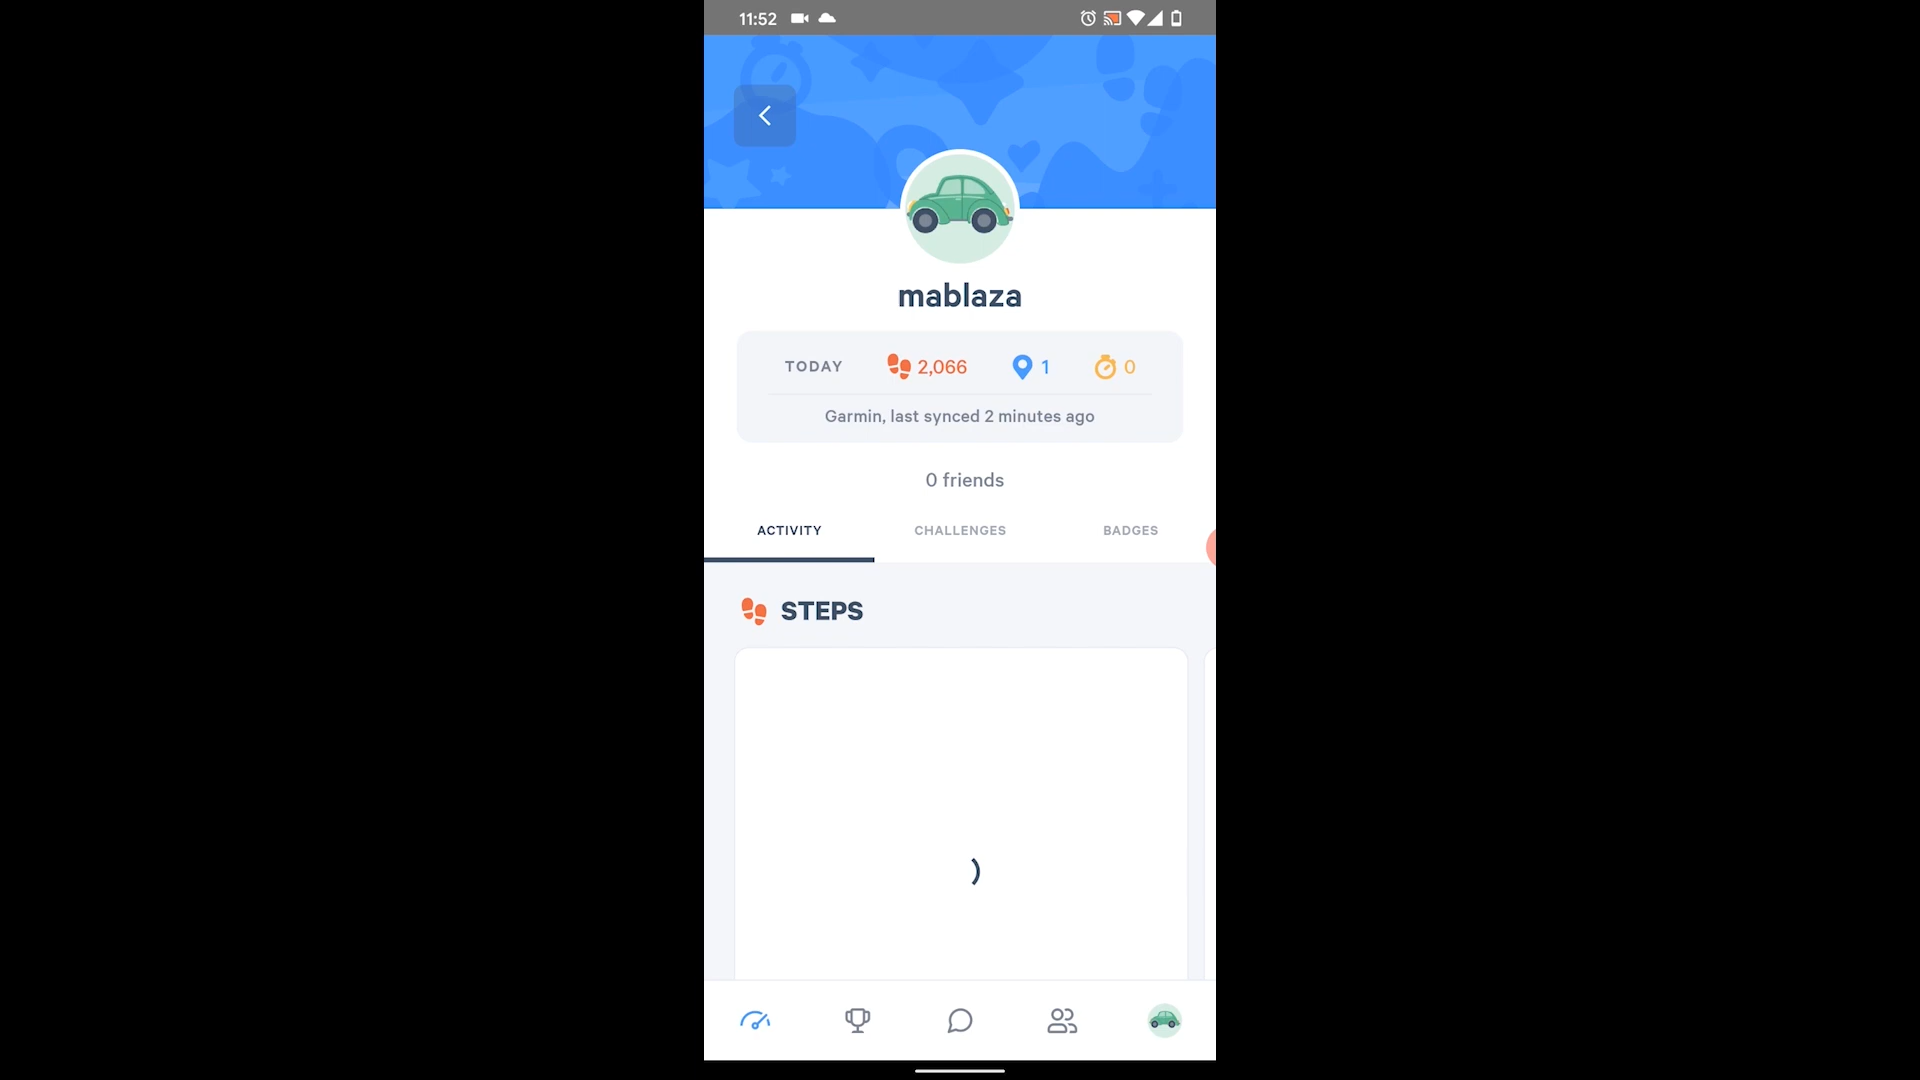 11:52
mablaza
TODAY 2,066 1 0
Garmin, last synced 2 minutes ago
0 friends
ACTIVITY CHALLENGES BADGES
STEPS